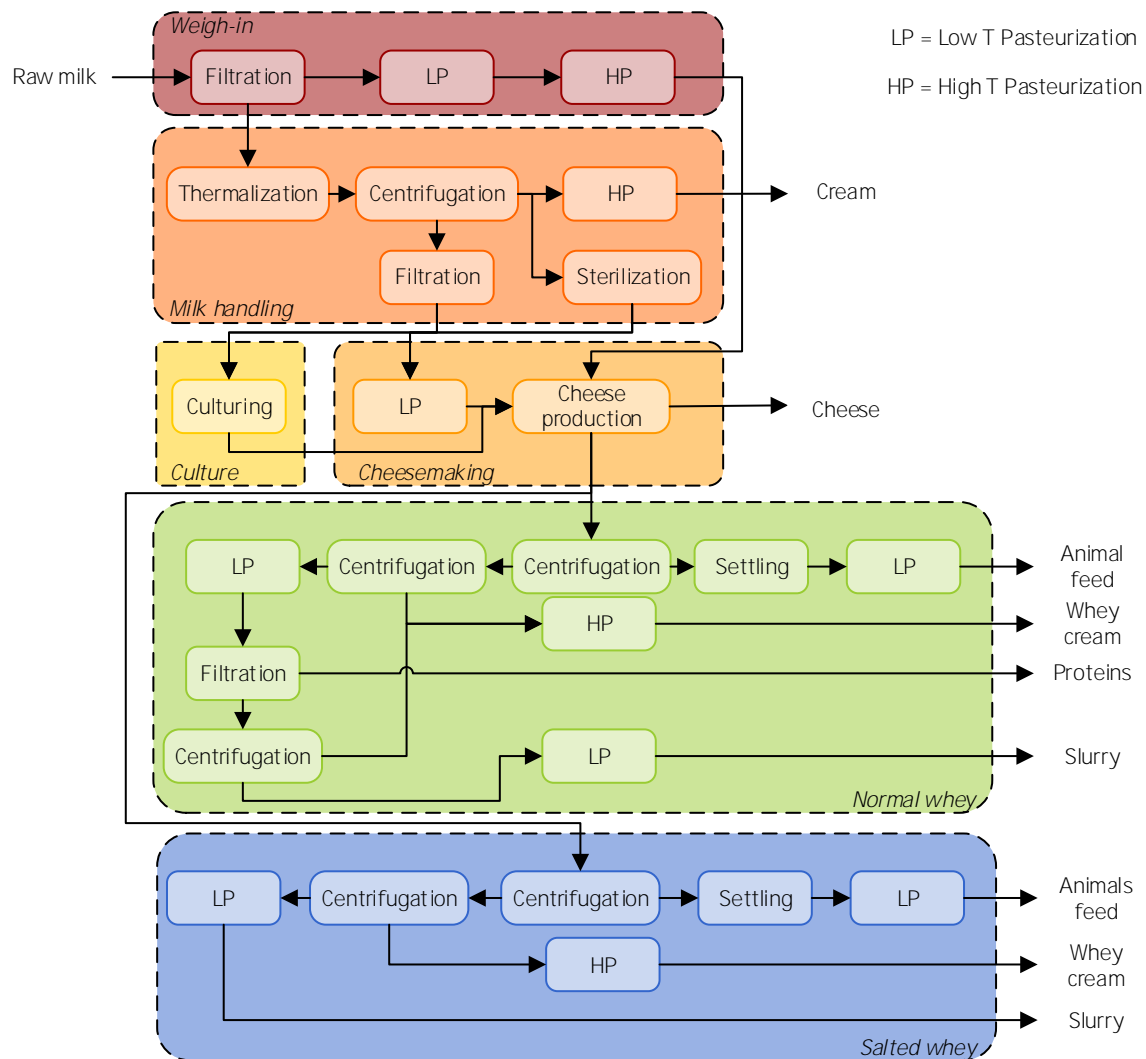 Weigh-in
LP = Low T Pasteurization
HP = High T Pasteurization
Raw milk
Filtration
LP
HP
Thermalization
Centrifugation
HP
Cream
Filtration
Sterilization
Milk handling
Culturing
LP
Cheese
production
Cheese
Culture
Cheesemaking
LP
Centrifugation
Centrifugation
Settling
LP
Animal
feed
HP
Whey
cream
Filtration
Proteins
Centrifugation
LP
Slurry
Normal whey
LP
Centrifugation
Centrifugation
Settling
LP
Animals
feed
HP
Whey
cream
Slurry
Salted whey